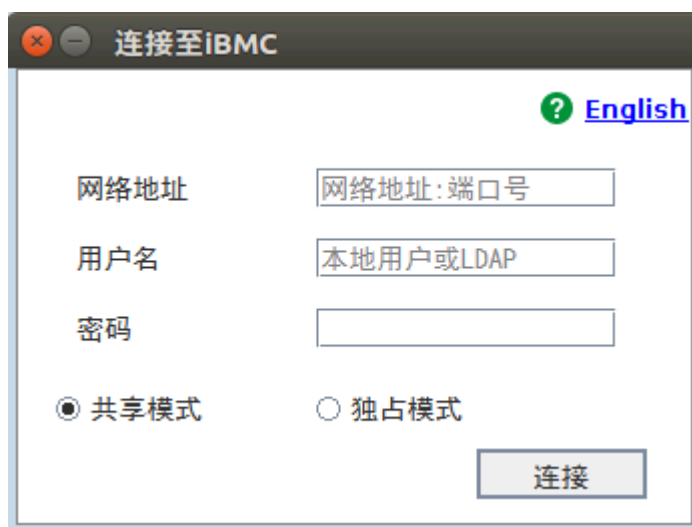 连接至iBMC
English
网络地址 网络地址:端口号
用户名 本地用户或LDAP
密码
共享模式 独占模式
连接